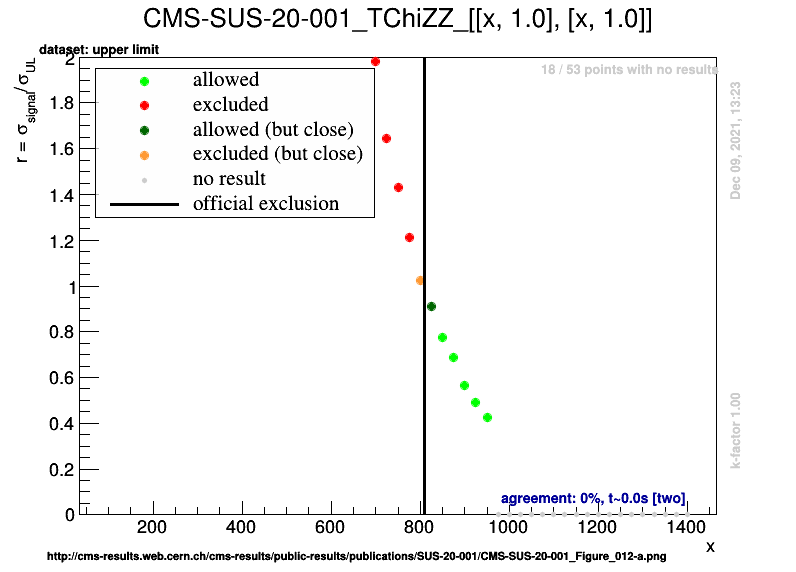 CMS-SUS-20-001_TChiZZ_[[x, 1.0], [x, 1.0]]
dataset: upper limit
18 / 53 points with no results
allowed
excluded
allowed (but close)
excluded (but close)
no result
official exclusion
r = σsignal/σUL
2
1.8
1.6
1.4
1.2
1
0.8
0.6
0.4
0.2
0
200 400 600 800 1000 1200 1400
x
agreement: 0%, t~0.0s [two]
Dec 09, 2021, 13:23
k-factor 1.00
http://cms-results.web.cern.ch/cms-results/public-results/publications/SUS-20-001/CMS-SUS-20-001_Figure_012-a.png